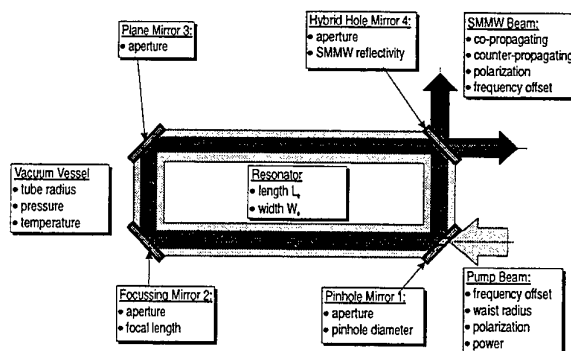 Plane Mirror 3:
• aperture
Hybrid Hole Mirror 4:
• aperture
• SMMW reflectivity
SMMW Beam:
• co-propagating
• counter-propagating
• polarization
• frequency offset
Vacuum Vessel
• tube radius
• pressure
• temperature
Resonator
• length L
• width W
Focussing Mirror 2:
• aperture
• focal length
Pinhole Mirror 1:
• aperture
• pinhole diameter
Pump Beam:
• frequency offset
• waist radius
• polarization
• power